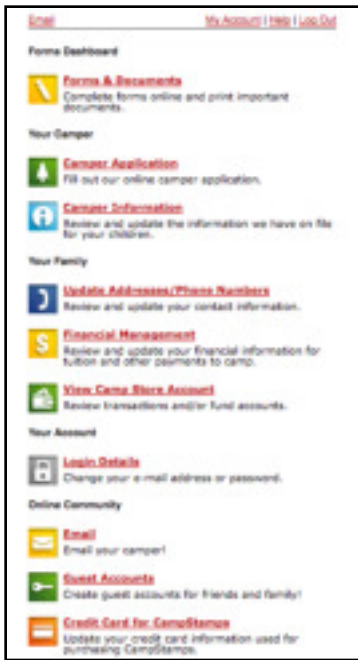 Email My Account | Help | Log Out
Forms Dashboard
Forms & Documents
Complete forms online and print important
documents.
Your Camper
Camper Application
Fill out our online camper application.
Camper Information
Review and update the information we have on file
for your children.
Your Family
Update Addresses/Phone Numbers
Review and update your contact information.
Financial Management
Review and update your financial information for
tuition and other payments to camp.
View Camp Store Account
Review transactions and/or fund accounts.
Your Account
Login Details
Change your e-mail address or password.
Online Community
Email
Email your camper!
Guest Accounts
Create guest accounts for friends and family!
Credit Card for CampStamps
Update your credit card information used for
purchasing CampStamps.